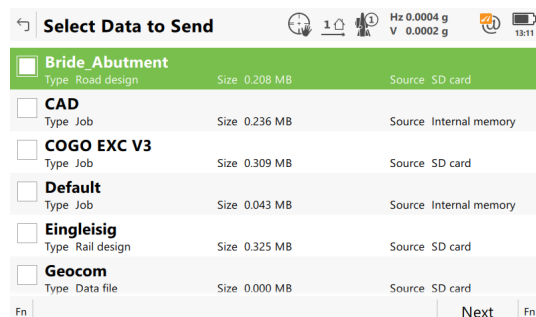 Select Data to Send
1
1
Hz 0.0004 g
V 0.0002 g
@
13:11
Bride_Abutment
Type Road design Size 0.208 MB Source SD card
CAD
Type Job Size 0.236 MB Source Internal memory
COGO EXC V3
Type Job Size 0.309 MB Source SD card
Default
Type Job Size 0.043 MB Source Internal memory
Eingleisig
Type Rail design Size 0.325 MB Source SD card
Geocom
Type Data file Size 0.000 MB Source SD card
Fn Next Fn